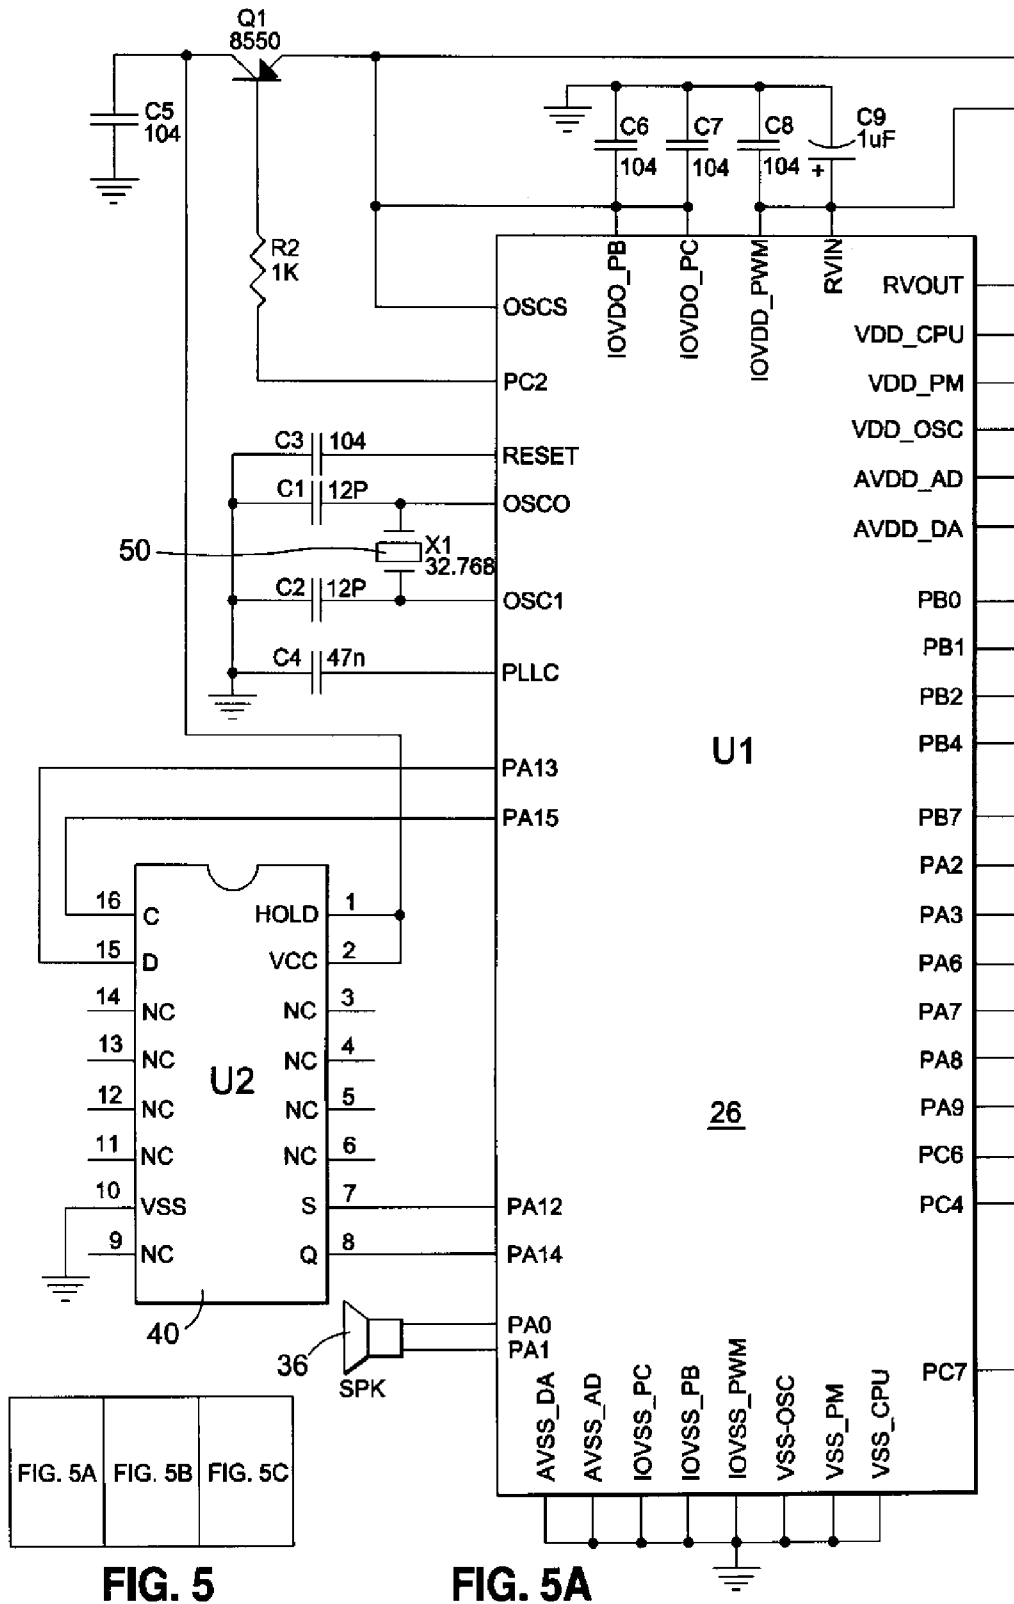 Q1
8550
C5
104
C6
104
C7
104
C8
104
C9
1uF
+
R2
1K
IOVDO_PB
IOVDO_PC
IOVDD_PWM
RVIN
RVOUT
OSCS
VDD_CPU
PC2
VDD_PM
VDD_OSC
C3 104
RESET
AVDD_AD
C1 12P
OSCO
AVDD_DA
50
X1
32.768
C2 12P
OSC1
PB0
PB1
C4 47n
PLLC
PB2
PB4
U1
PA13
PA15
PB7
PA2
16 C HOLD 1
PA3
15 D VCC 2
PA6
14 NC NC 3
PA7
13 NC NC 4
PA8
U2
12 NC NC 5
PA9
26
11 NC NC 6
PC6
10 VSS S 7
PA12
PC4
9 NC Q 8
PA14
40
36
SPK
PA0
PA1
PC7
AVSS_DA
AVSS_AD
IOVSS_PC
IOVSS_PB
IOVSS_PWM
VSS-OSC
VSS_PM
VSS_CPU
FIG. 5A FIG. 5B FIG. 5C
FIG. 5
FIG. 5A